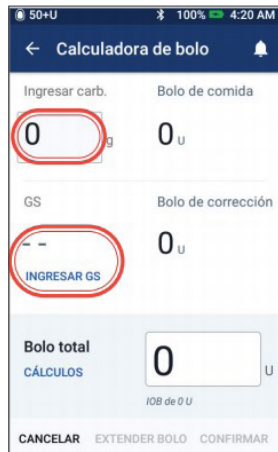 50+U 100% 4:20 AM
Calculadora de bolo
Ingresar carb. Bolo de comida
0 g 0 U
GS Bolo de corrección
-- 0 U
INGRESAR GS
Bolo total
CÁLCULOS 0 U
IOB de 0 U
CANCELAR EXTENDER BOLO CONFIRMAR